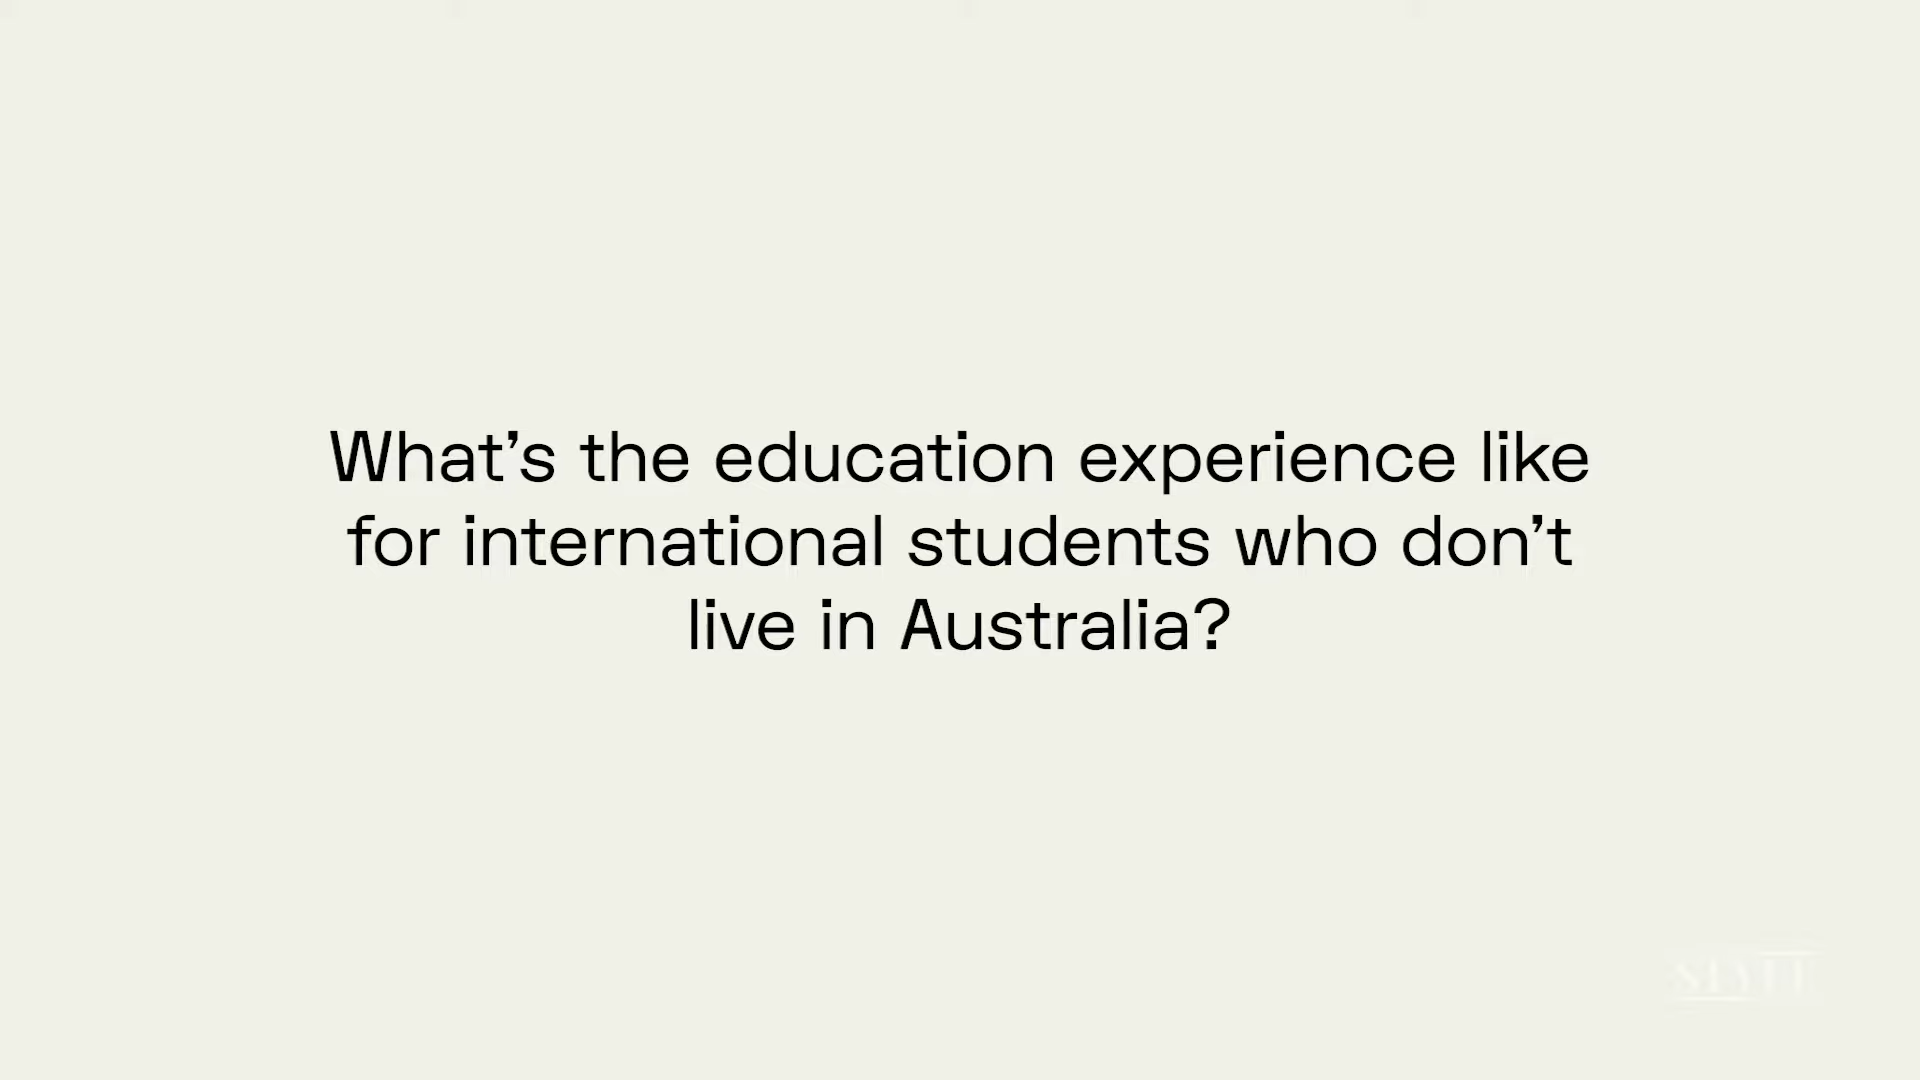 What’s the education experience like
for international students who don’t
live in Australia?